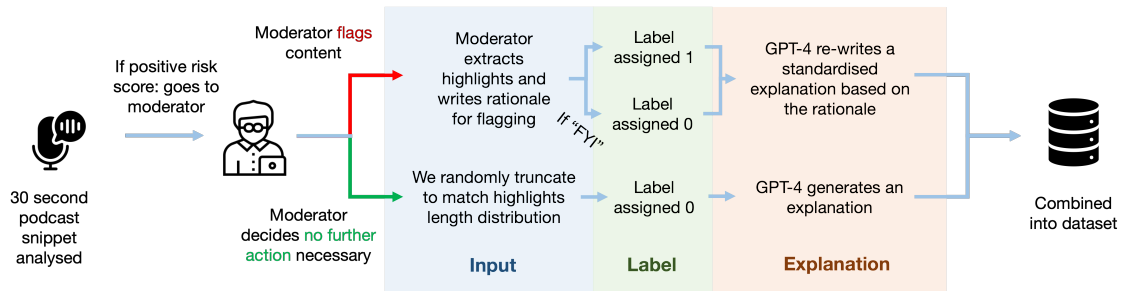 30 second
podcast
snippet
analysed
If positive risk
score: goes to
moderator
Moderator flags
content
Moderator
decides no further
action necessary
Moderator
extracts
highlights and
writes rationale
for flagging
If “FYI”
We randomly truncate
to match highlights
length distribution
Input
Label
assigned 1
Label
assigned 0
Label
assigned 0
Label
GPT-4 re-writes a
standardised
explanation based on
the rationale
GPT-4 generates an
explanation
Explanation
Combined
into dataset